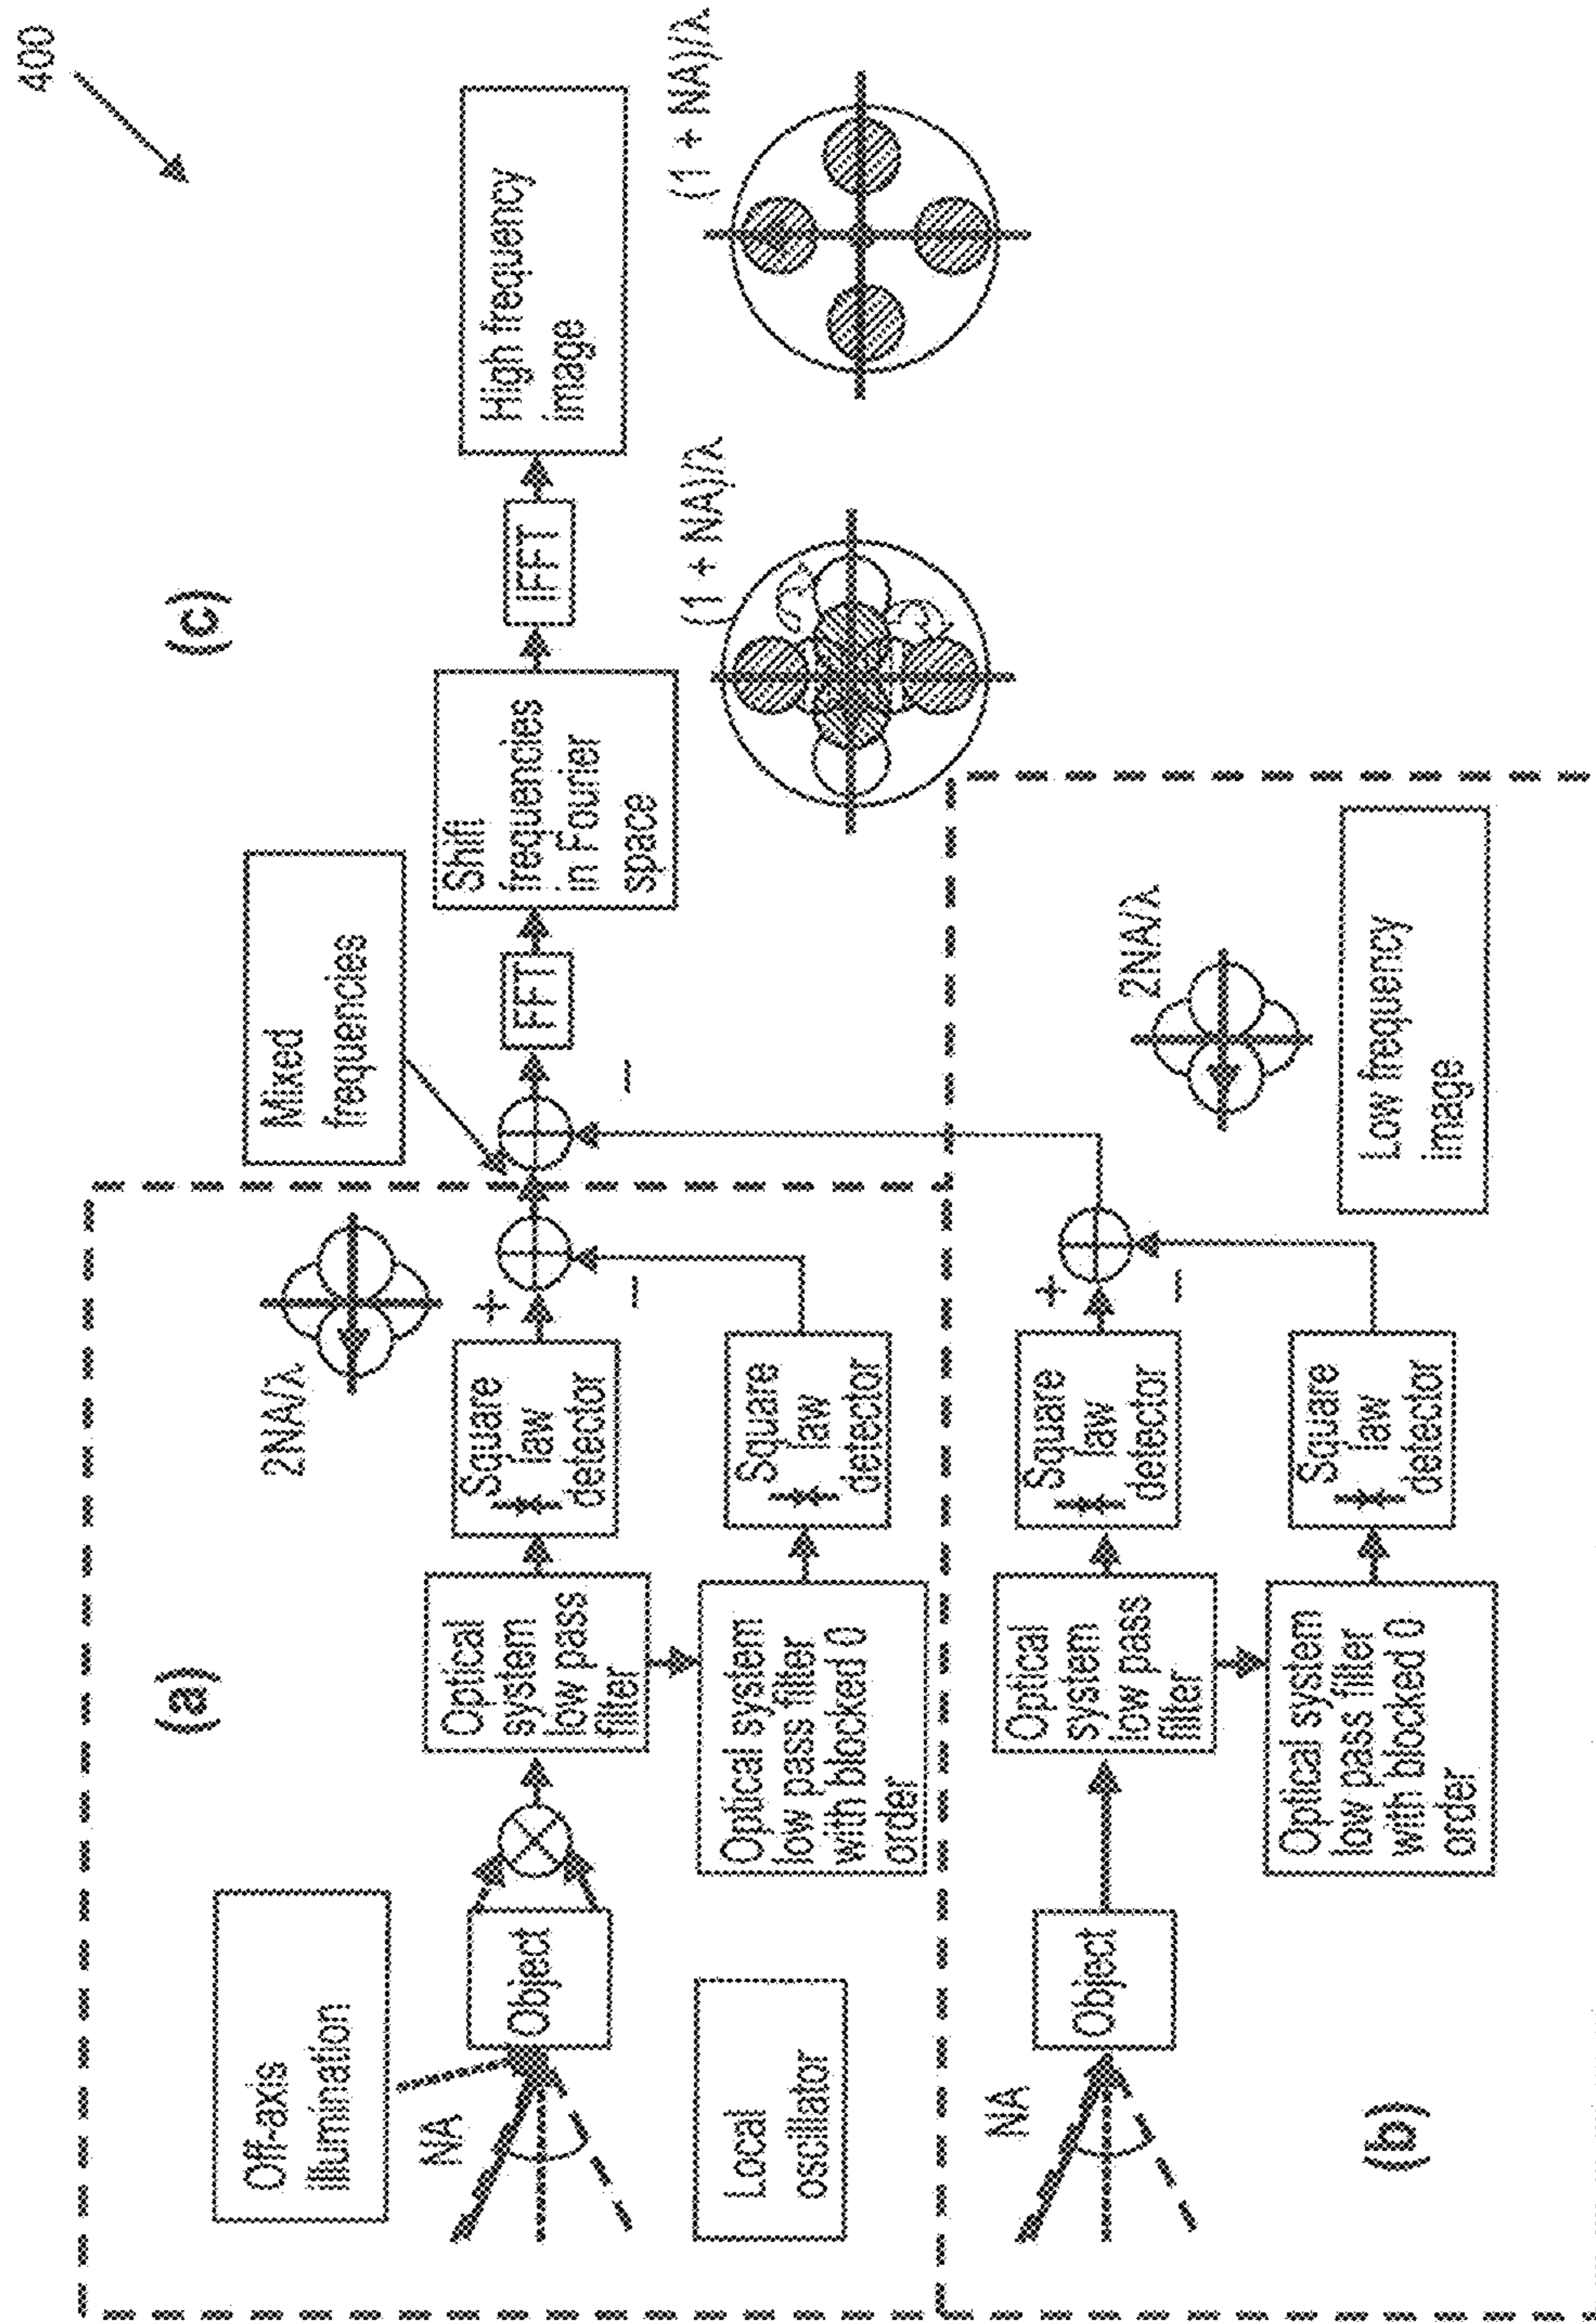 400
(a)
Off-axis
illumination
NA
Object
Local
oscillator
Optical
system
low pass
filter
Optical system
low pass filter
with blocked 0
order
Square
law
detector
Square
law
detector
+
−
2NA/λ
(c)
Mixed
frequencies
−
FFT
Shift
frequencies
in Fourier
space
IFFT
High frequency
image
(1 + NA)/λ
(1 + NA)/λ
(b)
NA
Object
Optical
system
low pass
filter
Optical system
low pass filter
with blocked 0
order
Square
law
detector
Square
law
detector
+
−
2NA/λ
Low frequency
image